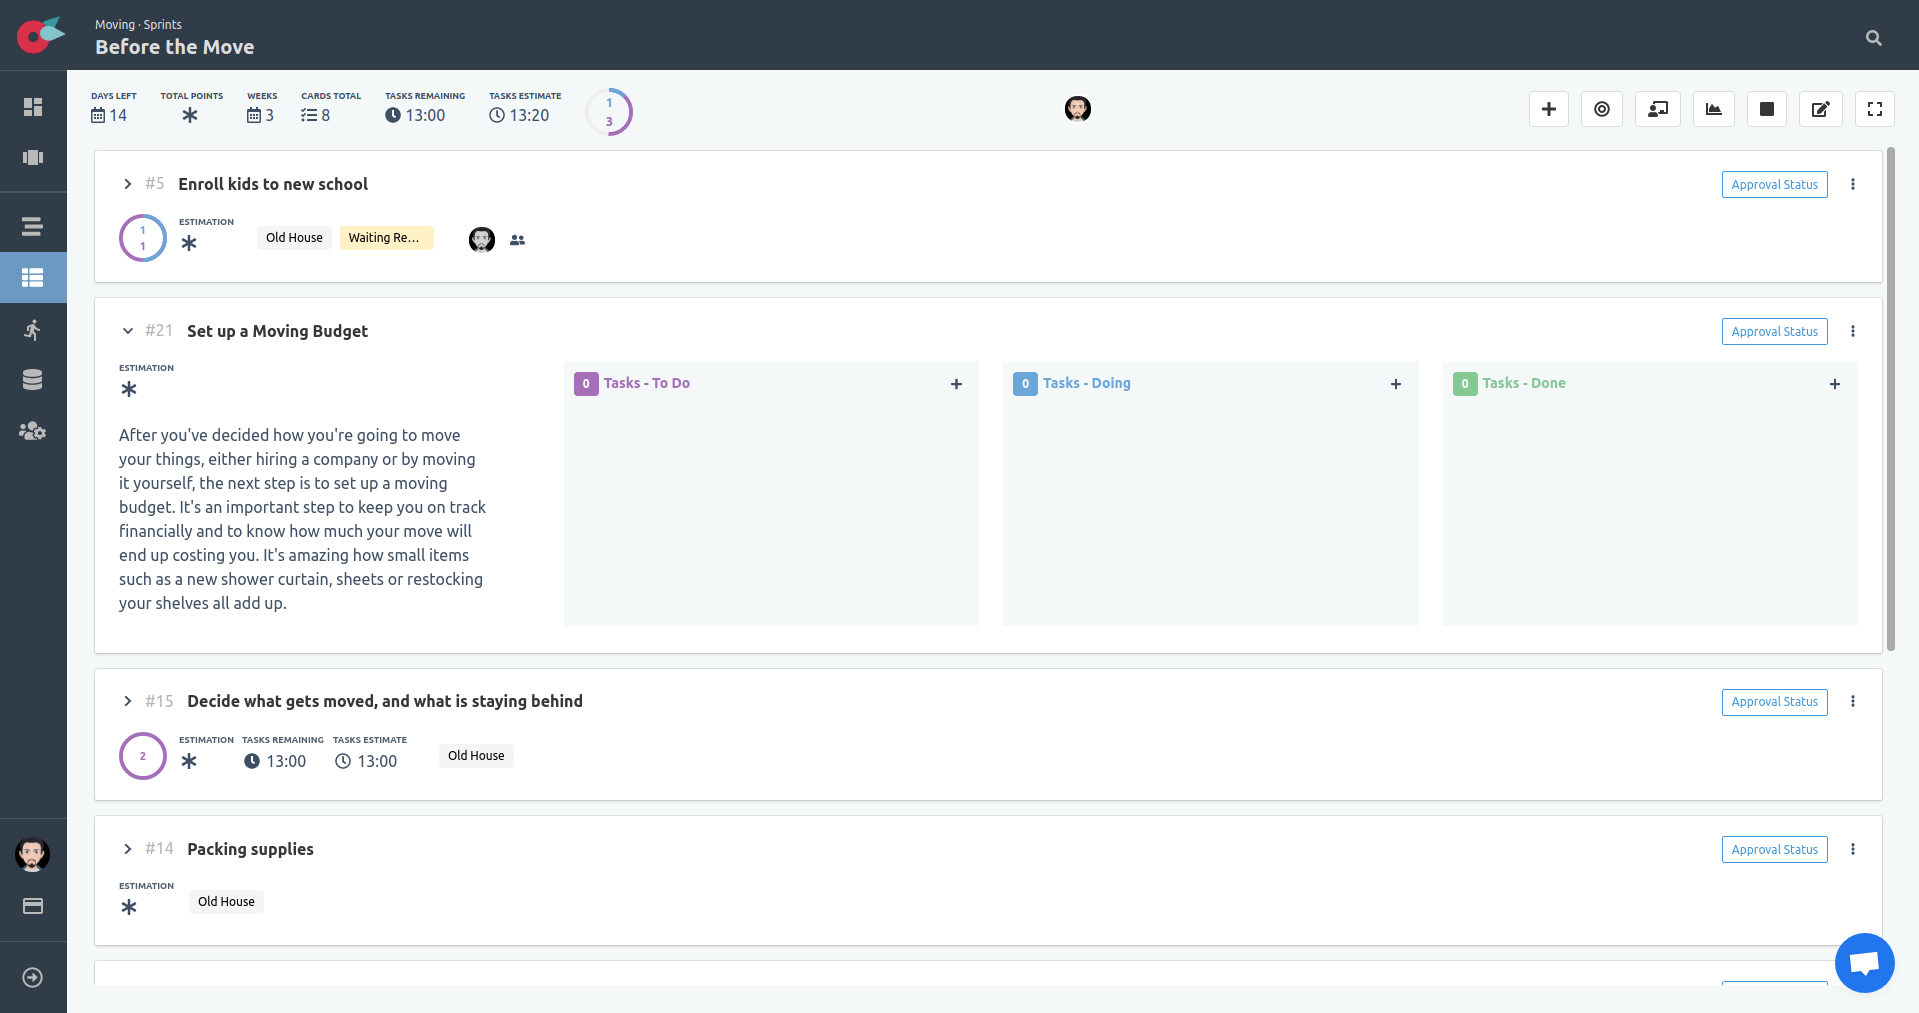 Moving · Sprints
Before the Move
DAYS LEFT
14
TOTAL POINTS
WEEKS
3
CARDS TOTAL
8
TASKS REMAINING
13:00
TASKS ESTIMATE
13:20
1
3
#5 Enroll kids to new school
Approval Status
1
1
ESTIMATION
Old House
Waiting Re...
#21 Set up a Moving Budget
Approval Status
ESTIMATION
After you've decided how you're going to move
your things, either hiring a company or by moving
it yourself, the next step is to set up a moving
budget. It's an important step to keep you on track
financially and to know how much your move will
end up costing you. It's amazing how small items
such as a new shower curtain, sheets or restocking
your shelves all add up.
0 Tasks - To Do
0 Tasks - Doing
0 Tasks - Done
#15 Decide what gets moved, and what is staying behind
Approval Status
2
ESTIMATION
TASKS REMAINING
13:00
TASKS ESTIMATE
13:00
Old House
#14 Packing supplies
Approval Status
ESTIMATION
Old House